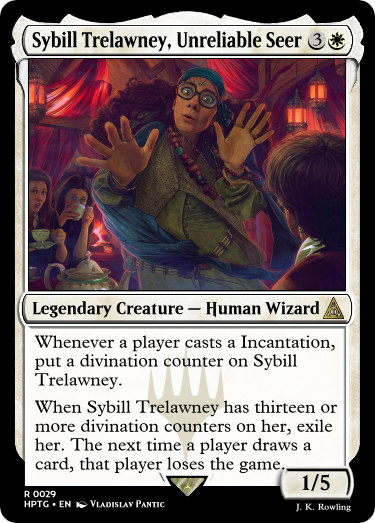 Sybill Trelawney, Unreliable Seer 3
Legendary Creature — Human Wizard
Whenever a player casts a Incantation,
put a divination counter on Sybill
Trelawney.
When Sybill Trelawney has thirteen or
more divination counters on her, exile
her. The next time a player draws a
card, that player loses the game.
1/5
R 0029
HPTG • EN Vladislav Pantic
J. K. Rowling